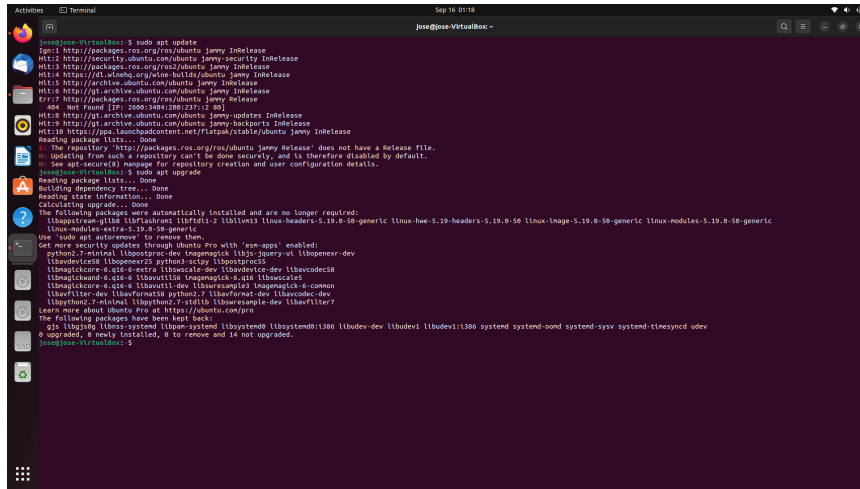 Activities
Terminal
Sep 16 01:18
jose@jose-VirtualBox: ~
jose@jose-VirtualBox:~$ sudo apt update
Ign:1 http://packages.ros.org/ros/ubuntu jammy InRelease
Hit:2 http://security.ubuntu.com/ubuntu jammy-security InRelease
Hit:3 http://packages.ros.org/ros2/ubuntu jammy InRelease
Hit:4 https://dl.winehq.org/wine-builds/ubuntu jammy InRelease
Hit:5 http://archive.ubuntu.com/ubuntu jammy InRelease
Hit:6 http://gt.archive.ubuntu.com/ubuntu jammy InRelease
Err:7 http://packages.ros.org/ros/ubuntu jammy Release
404 Not Found [IP: 2600:3404:200:237::2 80]
Hit:8 http://gt.archive.ubuntu.com/ubuntu jammy-updates InRelease
Hit:9 http://gt.archive.ubuntu.com/ubuntu jammy-backports InRelease
Hit:10 https://ppa.launchpadcontent.net/flatpak/stable/ubuntu jammy InRelease
Reading package lists... Done
E: The repository 'http://packages.ros.org/ros/ubuntu jammy Release' does not have a Release file.
N: Updating from such a repository can't be done securely, and is therefore disabled by default.
N: See apt-secure(8) manpage for repository creation and user configuration details.
jose@jose-VirtualBox:~$ sudo apt upgrade
Reading package lists... Done
Building dependency tree... Done
Reading state information... Done
Calculating upgrade... Done
The following packages were automatically installed and are no longer required:
libappstream-glib8 libflashrom1 libftdi1-2 libllvm13 linux-headers-5.19.0-50-generic linux-hwe-5.19-headers-5.19.0-50 linux-image-5.19.0-50-generic linux-modules-5.19.0-50-generic
linux-modules-extra-5.19.0-50-generic
Use 'sudo apt autoremove' to remove them.
Get more security updates through Ubuntu Pro with 'esm-apps' enabled:
python2.7-minimal libpostproc-dev imagemagick libjs-jquery-ui libopenexr-dev
libavdevice58 libopenexr25 python3-scipy libpostproc55
libmagickcore-6.q16-6-extra libswscale-dev libavdevice-dev libavcodec58
libmagickwand-6.q16-6 libavutil56 imagemagick-6.q16 libswscale5
libmagickcore-6.q16-6 libavutil-dev libswresample3 imagemagick-6-common
libavfilter-dev libavformat58 python2.7 libavformat-dev libavcodec-dev
libpython2.7-minimal libpython2.7-stdlib libswresample-dev libavfilter7
Learn more about Ubuntu Pro at https://ubuntu.com/pro
The following packages have been kept back:
gjs libgjs0g libnss-systemd libpam-systemd libsystemd0 libsystemd0:i386 libudev-dev libudev1 libudev1:i386 systemd systemd-oomd systemd-sysv systemd-timesyncd udev
0 upgraded, 0 newly installed, 0 to remove and 14 not upgraded.
jose@jose-VirtualBox:~$
SSD